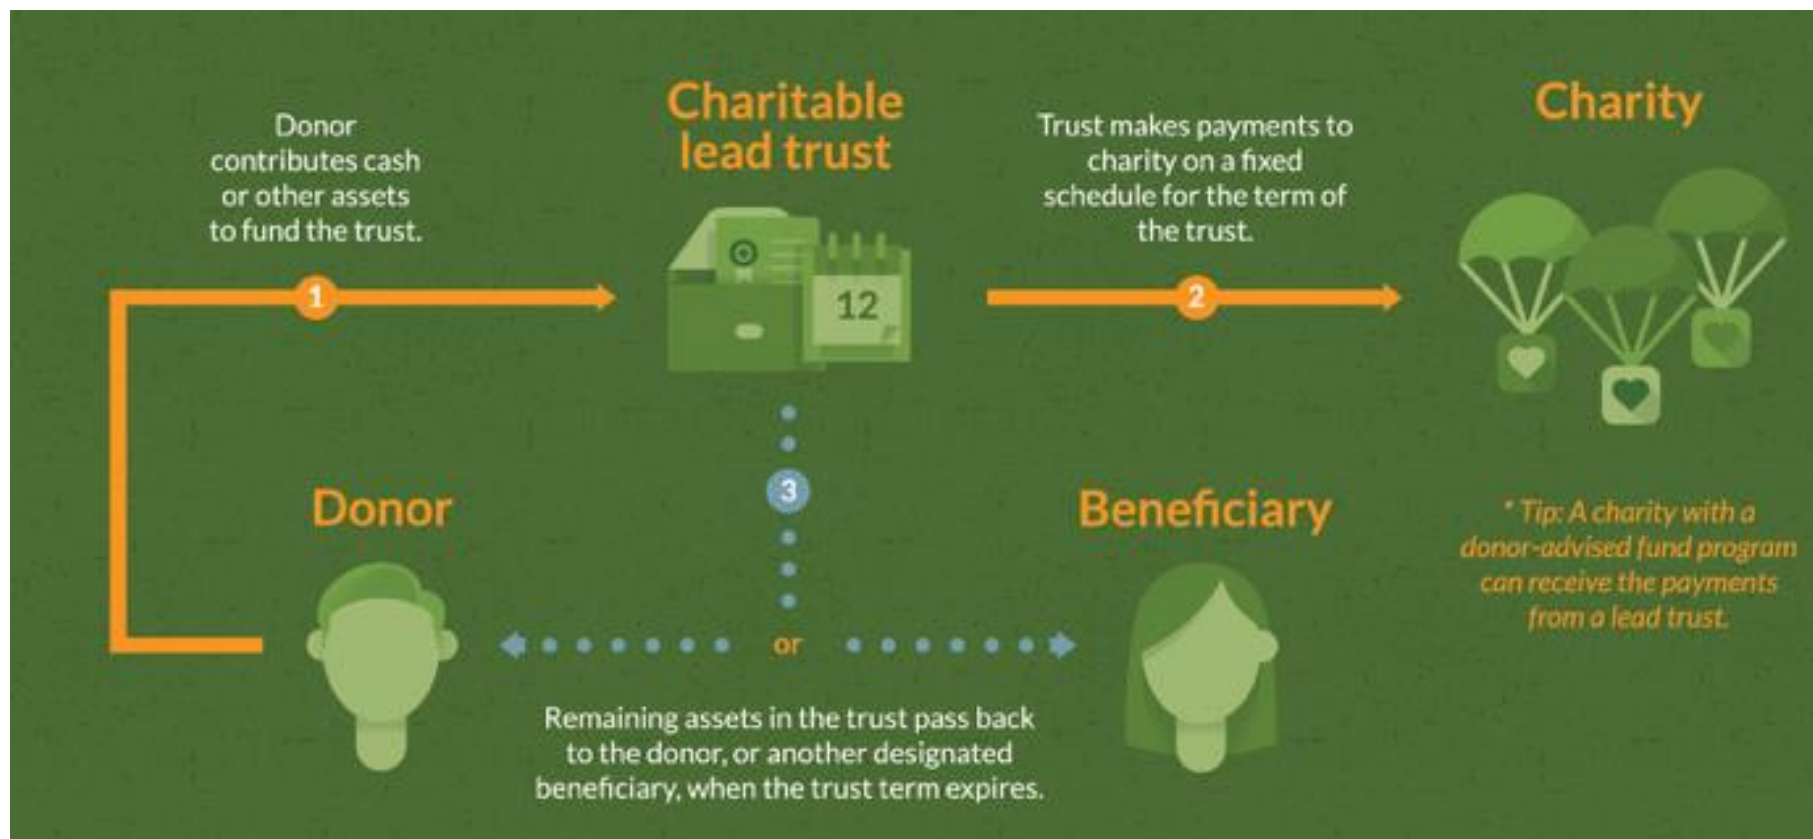 Donor
contributes cash
or other assets
to fund the trust.
1
Charitable
lead trust
12
Trust makes payments to
charity on a fixed
schedule for the term of
the trust.
2
Charity
3
Donor
Beneficiary
* Tip: A charity with a
donor-advised fund program
can receive the payments
from a lead trust.
or
Remaining assets in the trust pass back
to the donor, or another designated
beneficiary, when the trust term expires.